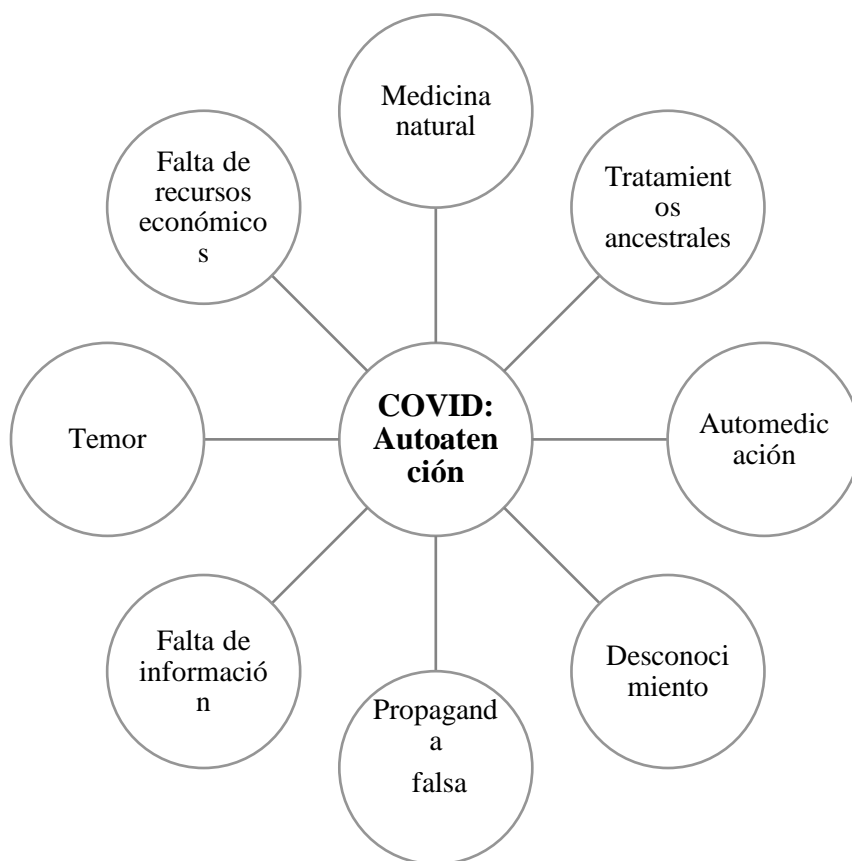 Medicina
natural
Falta de
recursos
económico
s
Tratamient
os
ancestrales
Temor
COVID:
Autoaten
ción
Automedic
ación
Falta de
informació
n
Propagand
a
falsa
Desconoci
miento